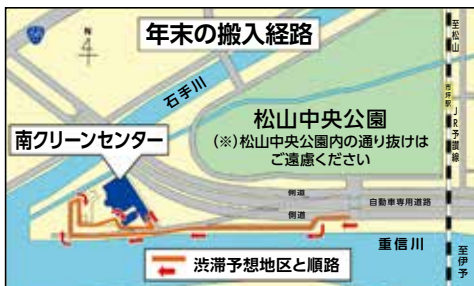 年末の搬入経路
至松山
石手川
市坪駅
JR予讃線
松山中央公園
(※)松山中央公園内の通り抜けは
ご遠慮ください
南クリーンセンター
側道
自動車専用道路
側道
重信川
渋滞予想地区と順路
至伊予